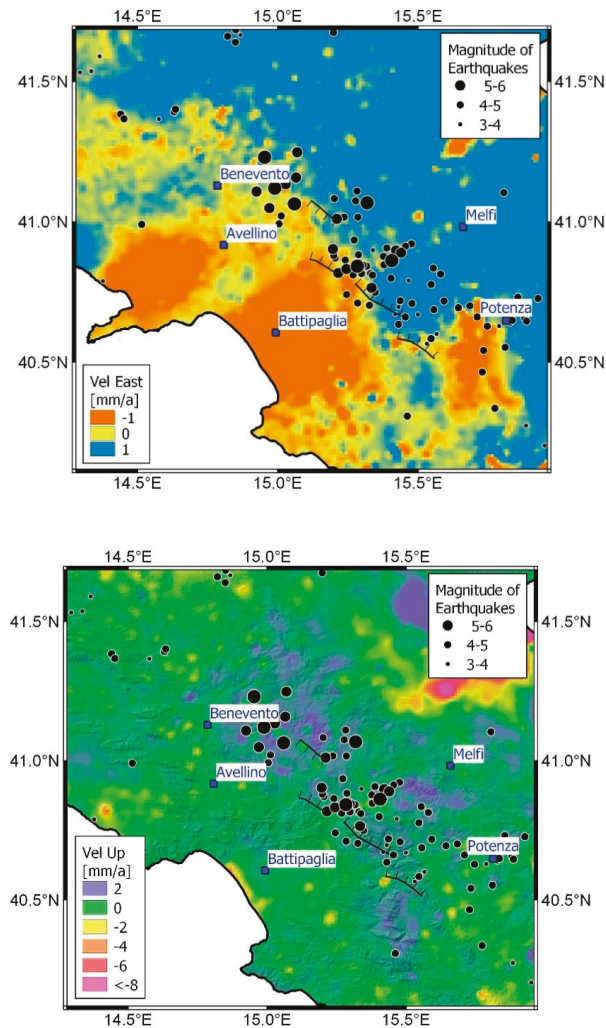 14.5°E 15.0°E 15.5°E
Magnitude of
Earthquakes
5-6
4-5
3-4
41.5°N 41.5°N
Benevento
41.0°N 41.0°N
Melfi
Avellino
Battipaglia
Potenza
40.5°N 40.5°N
Vel East
[mm/a]
-1
0
1
14.5°E 15.0°E 15.5°E
14.5°E 15.0°E 15.5°E
Magnitude of
Earthquakes
5-6
4-5
3-4
41.5°N 41.5°N
Benevento
41.0°N 41.0°N
Melfi
Avellino
Vel Up
[mm/a]
2
0
-2
-4
-6
<-8
Battipaglia
Potenza
40.5°N 40.5°N
14.5°E 15.0°E 15.5°E